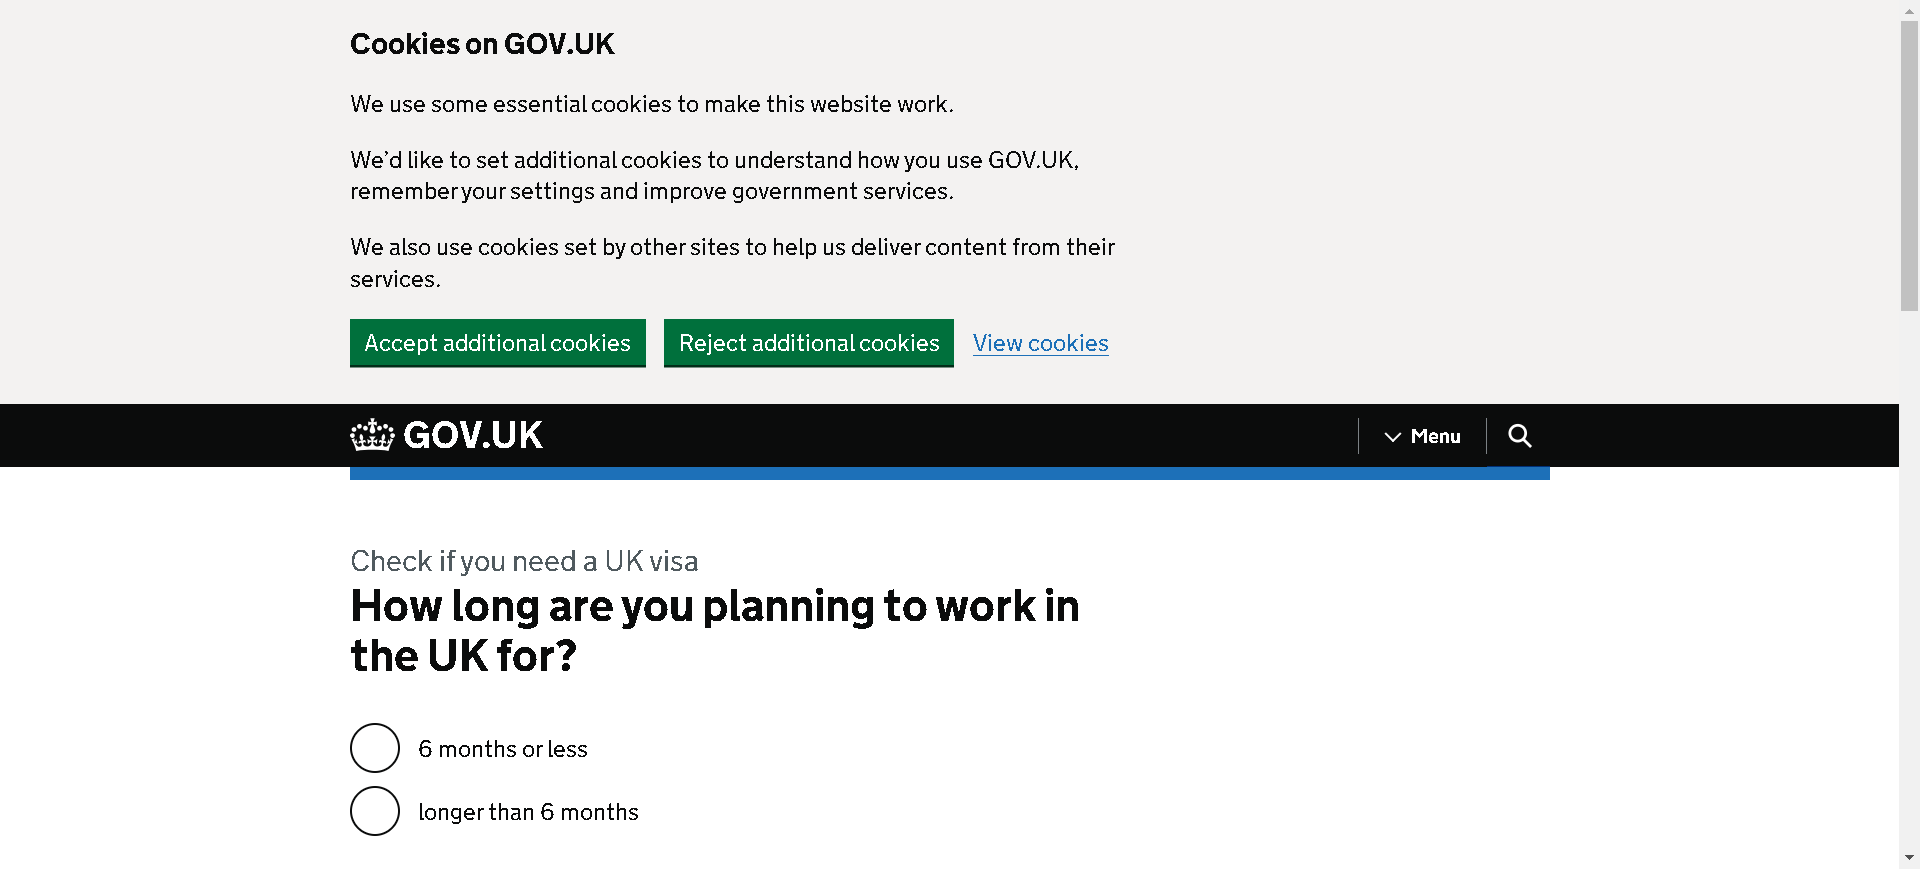 Cookies on GOV.UK
We use some essential cookies to make this website work.
We’d like to set additional cookies to understand how you use GOV.UK,
remember your settings and improve government services.
We also use cookies set by other sites to help us deliver content from their
services.
Accept additional cookies Reject additional cookies View cookies
GOV.UK Menu
Check if you need a UK visa
How long are you planning to work in
the UK for?
6 months or less
longer than 6 months